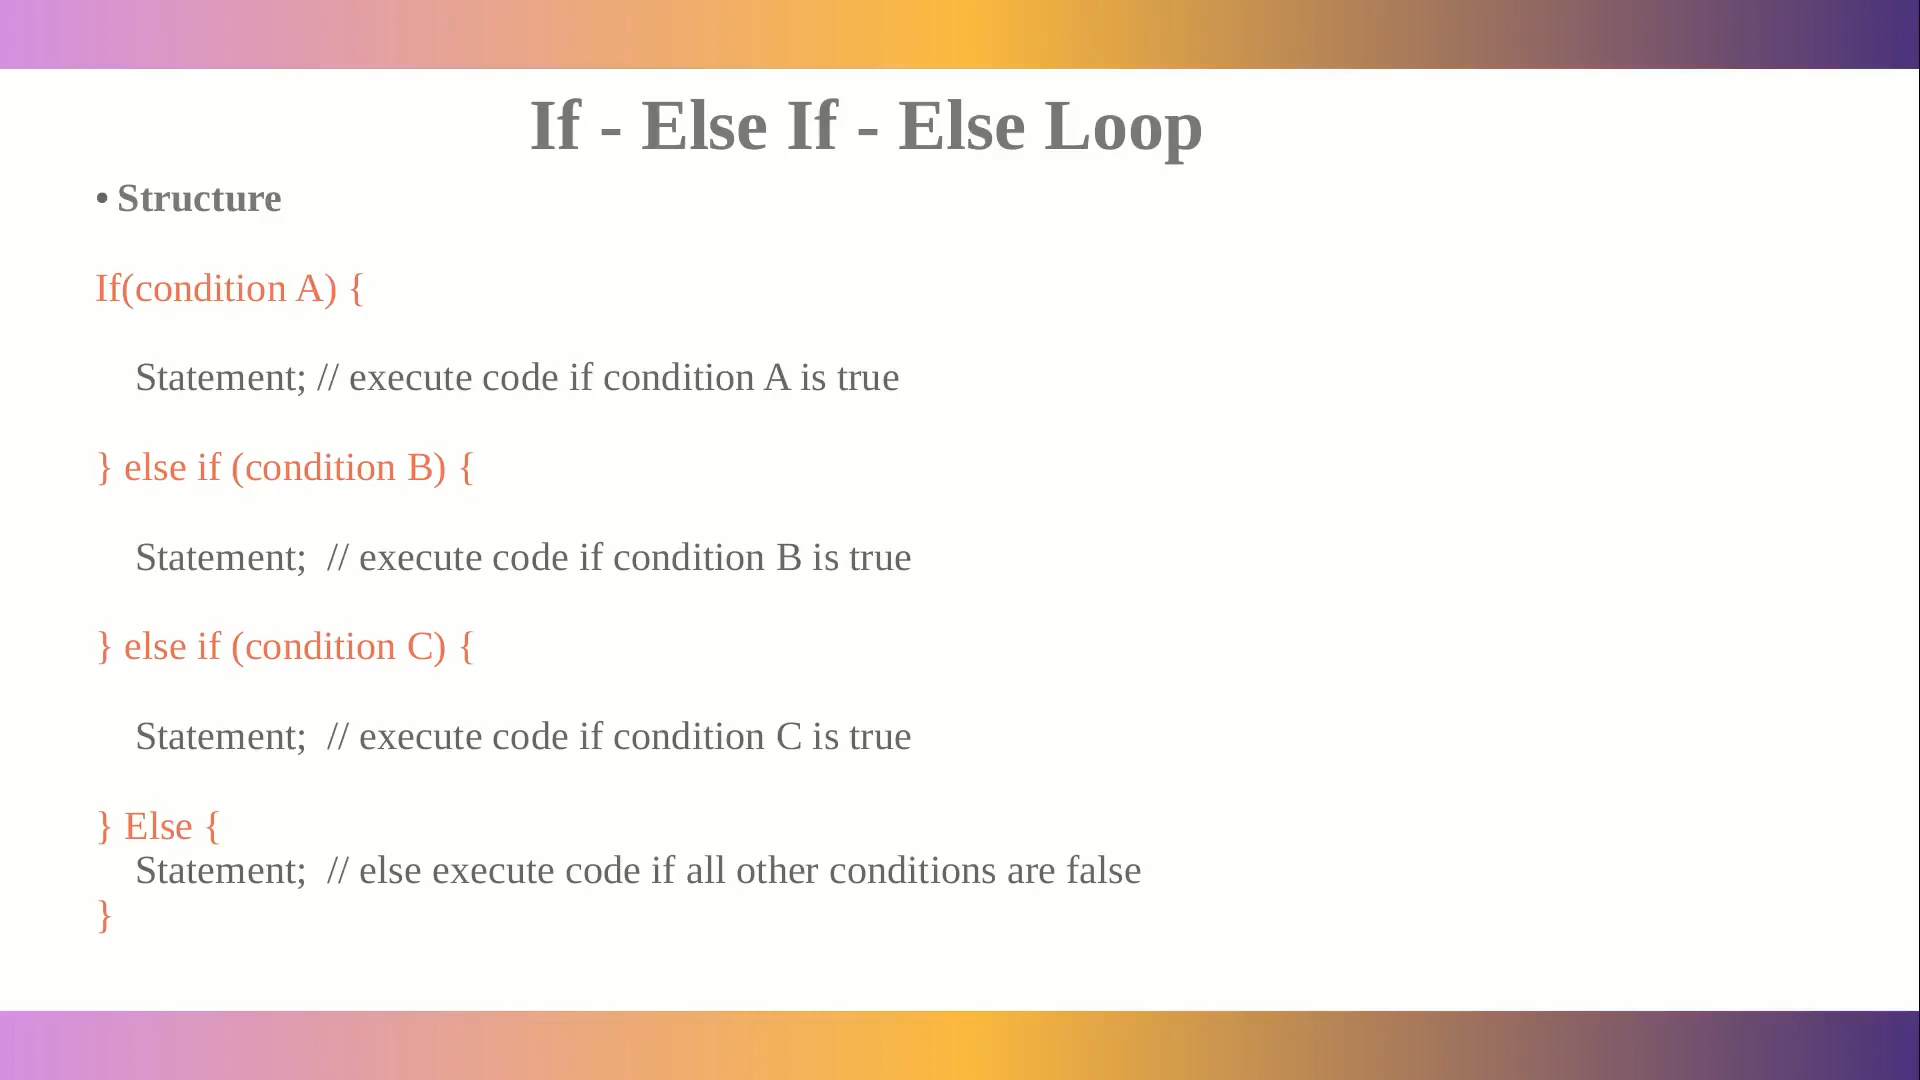 If - Else If - Else Loop
• Structure
If(condition A) {
Statement; // execute code if condition A is true
} else if (condition B) {
Statement;  // execute code if condition B is true
} else if (condition C) {
Statement;  // execute code if condition C is true
} Else {
Statement;  // else execute code if all other conditions are false
}